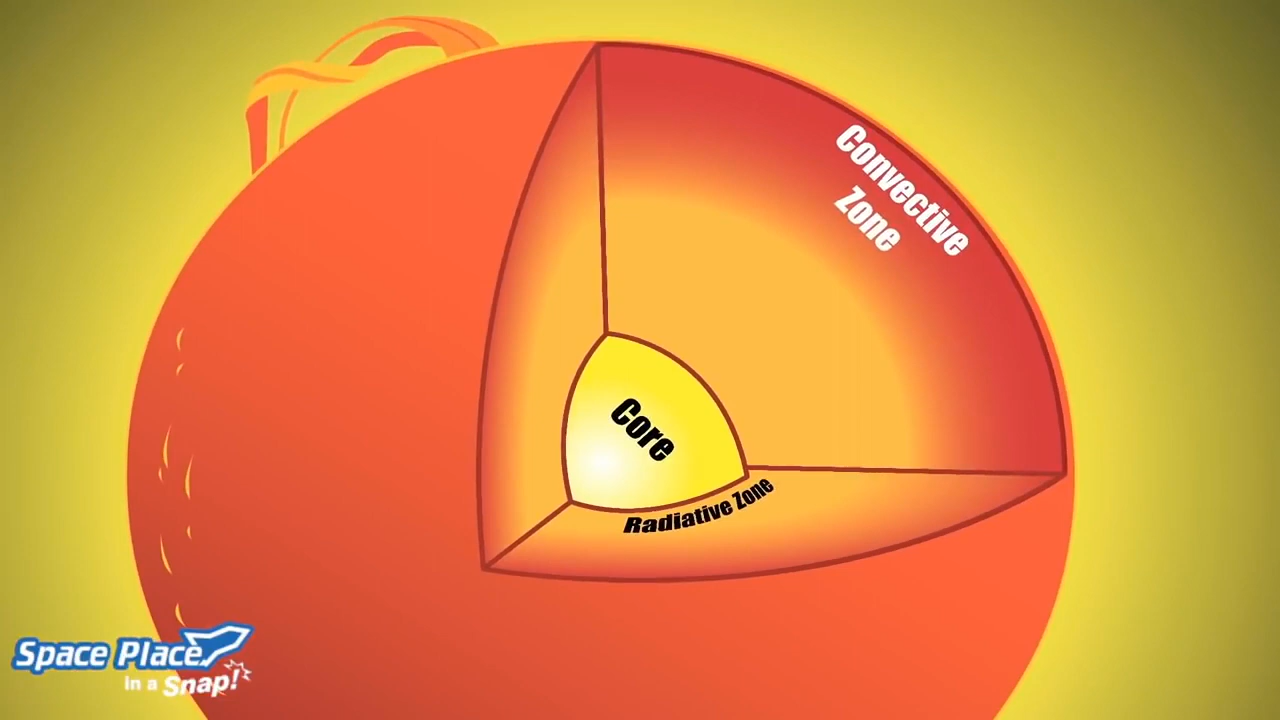 Convective
Zone
Core
Radiative Zone
Space Place
in a Snap!